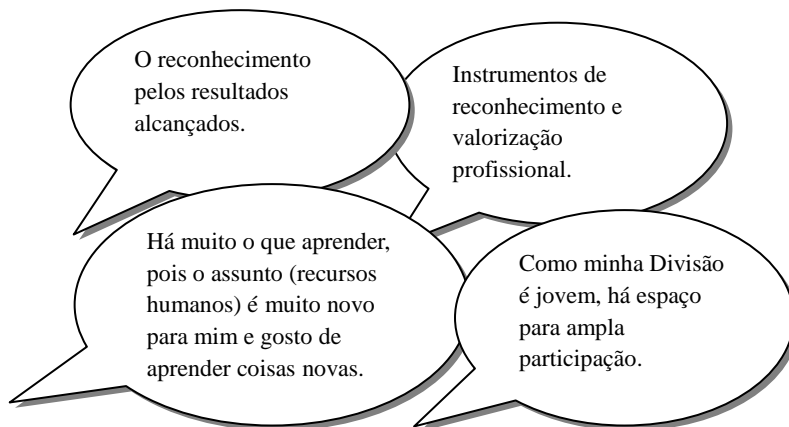 O reconhecimento
pelos resultados
alcançados.
Instrumentos de
reconhecimento e
valorização
profissional.
Há muito o que aprender,
pois o assunto (recursos
humanos) é muito novo
para mim e gosto de
aprender coisas novas.
Como minha Divisão
é jovem, há espaço
para ampla
participação.